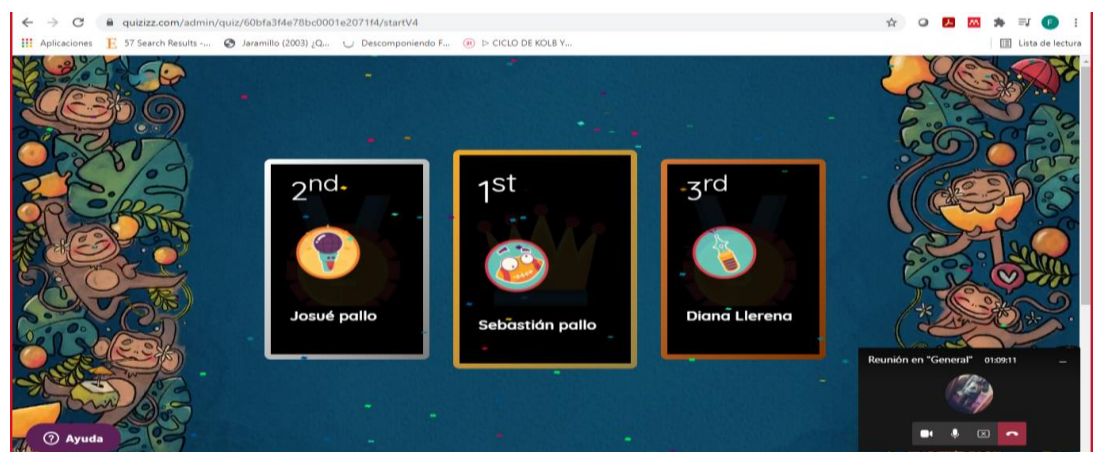 quizizz.com/admin/quiz/60bfa3f4e78bc0001e2071f4/startV4
Aplicaciones 57 Search Results -... Jaramillo (2003) ¿Q... Descomponiendo F... ▷ CICLO DE KOLB Y... Lista de lectura
2nd
Josué pallo
1st
Sebastián pallo
3rd
Diana Llerena
Reunión en "General" 01:09:11
Ayuda